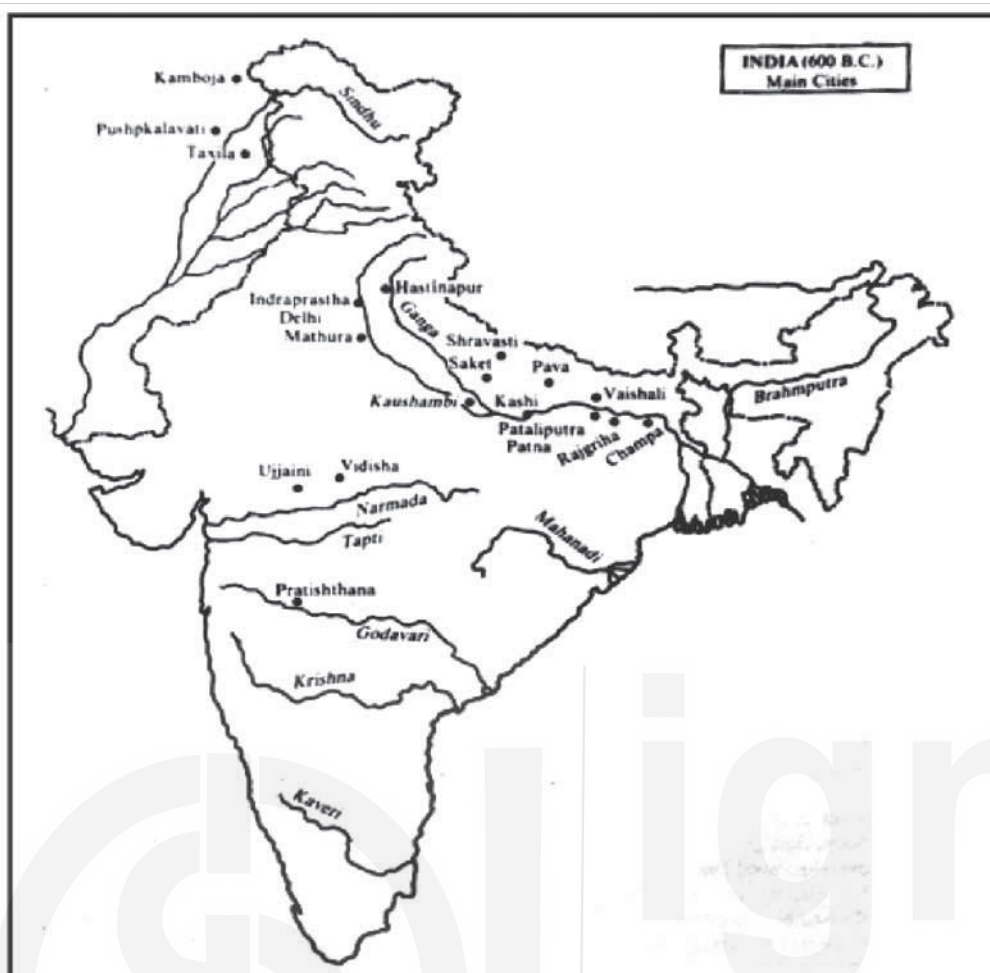 INDIA (600 B.C.)
Main Cities
Kamboja
Sindhu
Pushpkalavati
Taxila
Hastinapur
Indraprastha
Delhi
Mathura
Ganga
Shravasti
Saket
Pava
Vaishali
Brahmputra
Kaushambi
Kashi
Pataliputra
Patna
Rajgriha
Champa
Ujjaini
Vidisha
Narmada
Tapti
Mahanadi
Pratishthana
Godavari
Krishna
Kaveri
ign